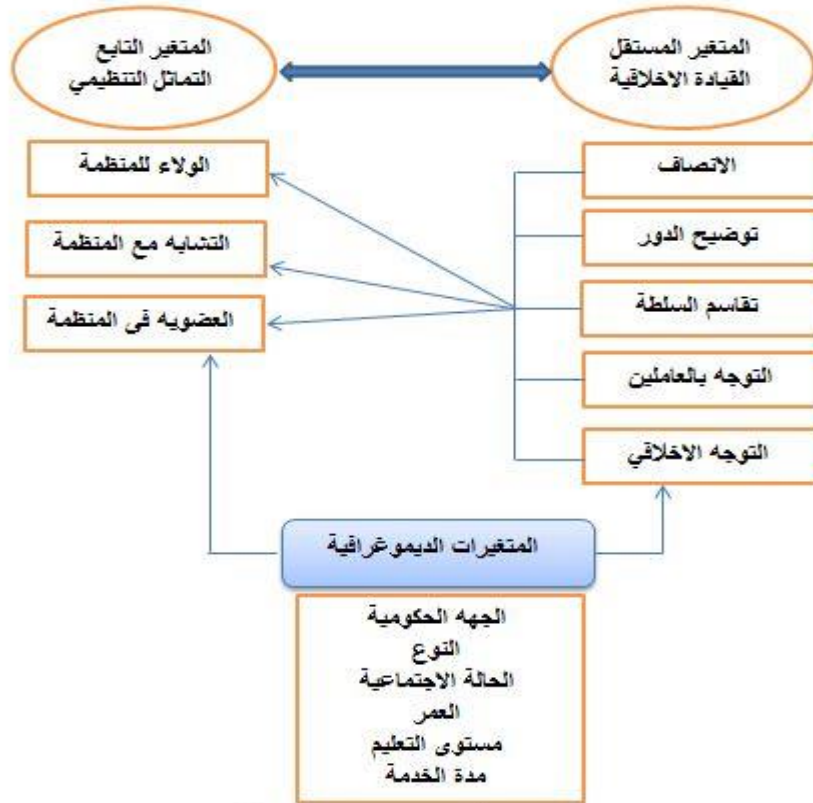 المتغير المستقل
القيادة الاخلاقية
المتغير التابع
التماثل التنظيمي
الانصاف
توضيح الدور
تقاسم السلطة
التوجه بالعاملين
التوجه الاخلاقي
الولاء للمنظمة
التشابه مع المنظمة
العضويه فى المنظمة
المتغيرات الديموغرافية
الجهه الحكومية
النوع
الحالة الاجتماعية
العمر
مستوى التعليم
مدة الخدمة